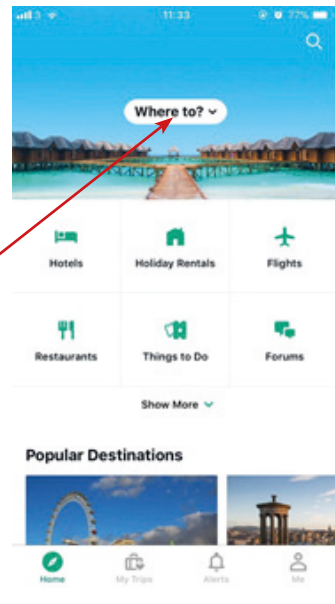 3 11:33 77%
Where to?
Hotels Holiday Rentals Flights
Restaurants Things to Do Forums
Show More
Popular Destinations
Home My Trips Alerts Me